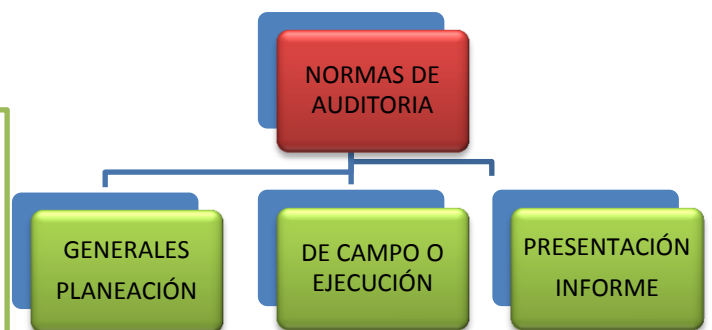 NORMAS DE
AUDITORIA
GENERALES
PLANEACIÓN
DE CAMPO O
EJECUCIÓN
PRESENTACIÓN
INFORME